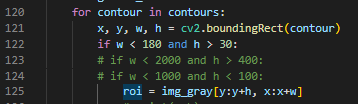 120 for contour in contours:
121 x, y, w, h = cv2.boundingRect(contour)
122 if w < 180 and h > 30:
123 # if w < 2000 and h > 400:
124 # if w < 1000 and h < 100:
125 roi = img_gray[y:y+h, x:x+w]